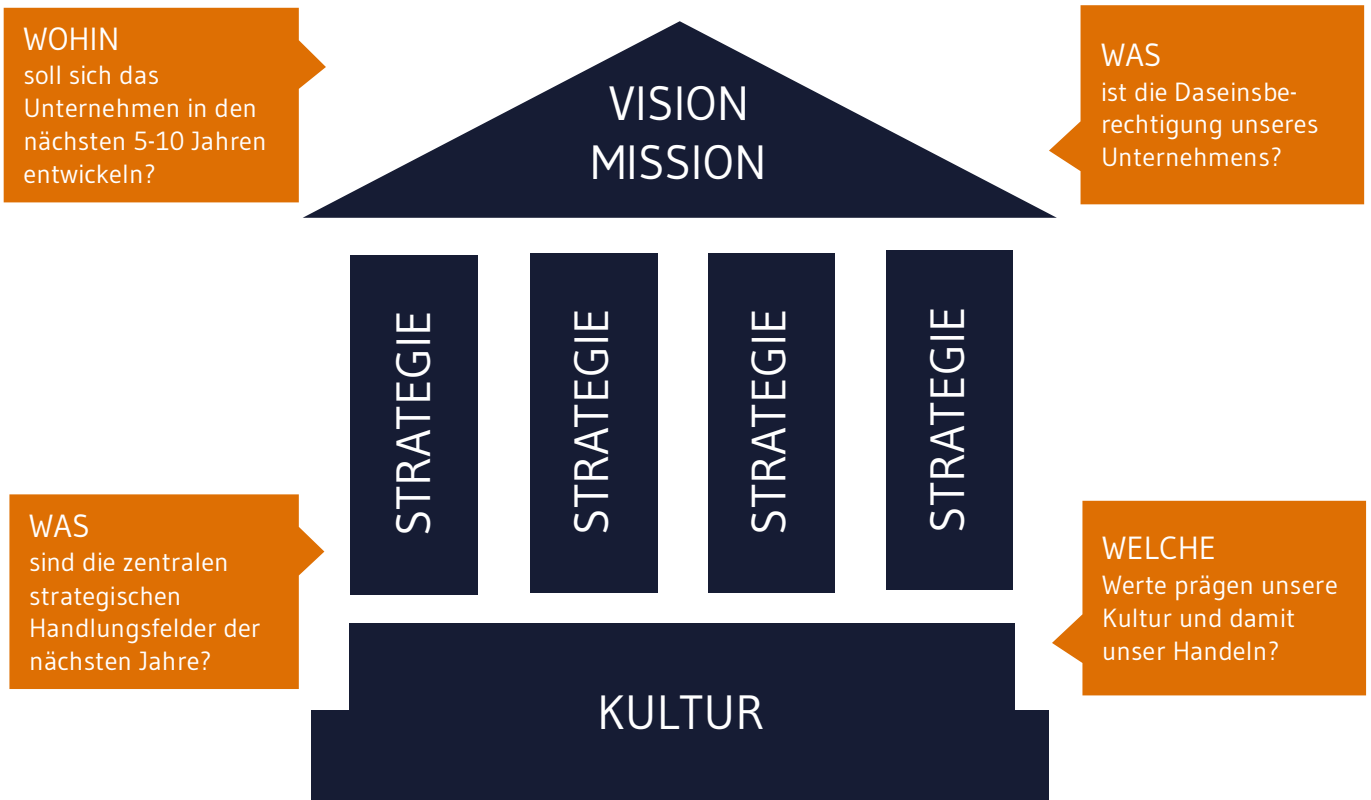 WOHIN
soll sich das
Unternehmen in den
nächsten 5-10 Jahren
entwickeln?
VISION
MISSION
WAS
ist die Daseinsbe-
rechtigung unseres
Unternehmens?
STRATEGIE
STRATEGIE
STRATEGIE
STRATEGIE
WAS
sind die zentralen
strategischen
Handlungsfelder der
nächsten Jahre?
WELCHE
Werte prägen unsere
Kultur und damit
unser Handeln?
KULTUR